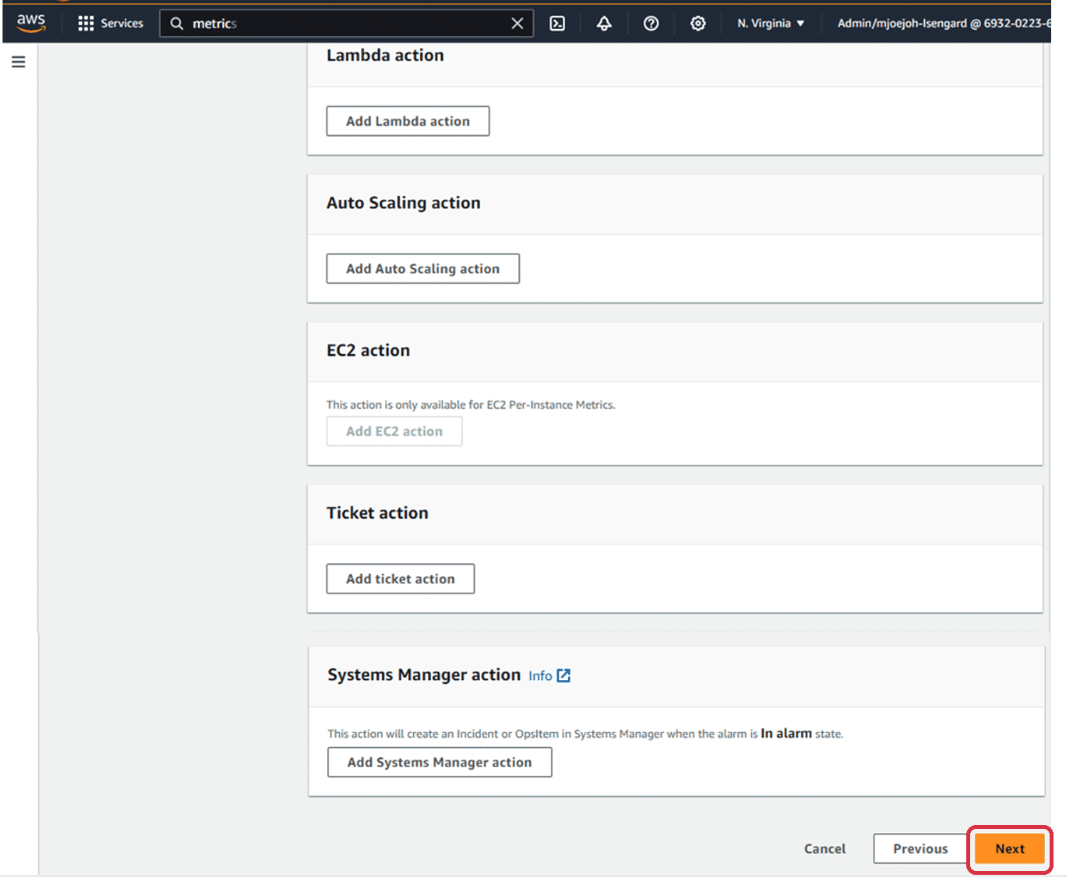 aws Services metrics N. Virginia Admin/mjoejoh-Isengard @ 6932-0223-6
Lambda action
Add Lambda action
Auto Scaling action
Add Auto Scaling action
EC2 action
This action is only available for EC2 Per-Instance Metrics.
Add EC2 action
Ticket action
Add ticket action
Systems Manager action Info
This action will create an Incident or OpsItem in Systems Manager when the alarm is In alarm state.
Add Systems Manager action
Cancel Previous Next